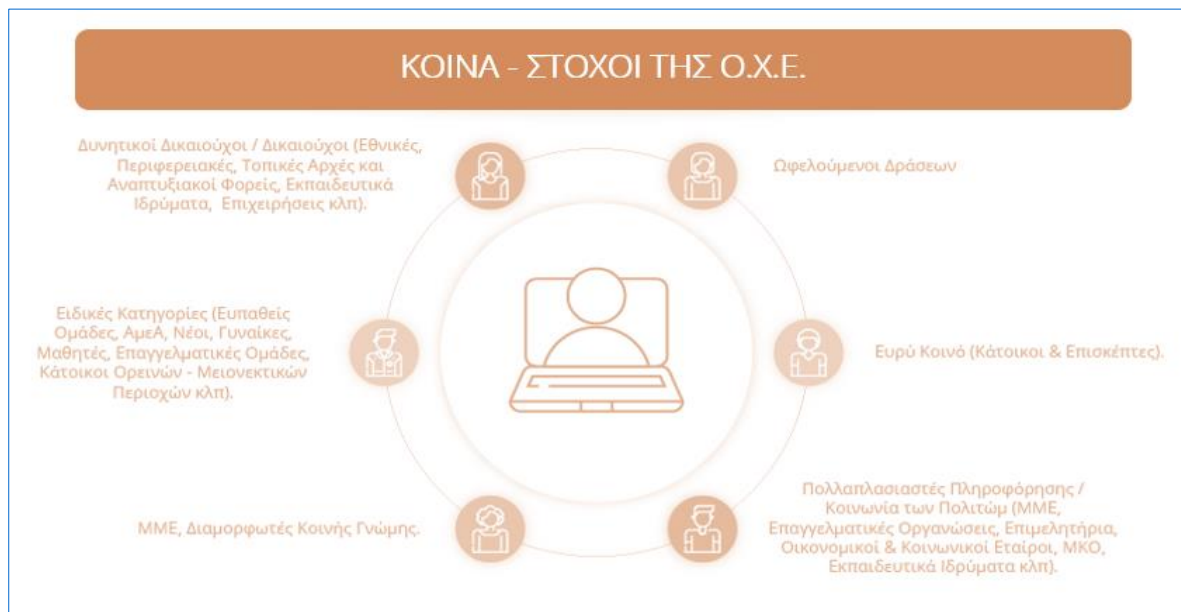 ΚΟΙΝΑ - ΣΤΟΧΟΙ ΤΗΣ Ο.Χ.Ε.
Δυνητικοί Δικαιούχοι / Δικαιούχοι (Εθνικές,
Περιφερειακές, Τοπικές Αρχές και
Αναπτυξιακοί Φορείς, Εκπαιδευτικά
Ιδρύματα, Επιχειρήσεις κλπ).
Ωφελούμενοι Δράσεων
Ειδικές Κατηγορίες (Ευπαθείς
Ομάδες, ΑμεΑ, Νέοι, Γυναίκες,
Μαθητές, Επαγγελματικές Ομάδες,
Κάτοικοι Ορεινών - Μειονεκτικών
Περιοχών κλπ).
Ευρύ Κοινό (Κάτοικοι & Επισκέπτες).
ΜΜΕ, Διαμορφωτές Κοινής Γνώμης.
Πολλαπλασιαστές Πληροφόρησης /
Κοινωνία των Πολιτώμ (ΜΜΕ,
Επαγγελματικές Οργανώσεις, Επιμελητήρια,
Οικονομικοί & Κοινωνικοί Εταίροι, ΜΚΟ,
Εκπαιδευτικά Ιδρύματα κλπ).